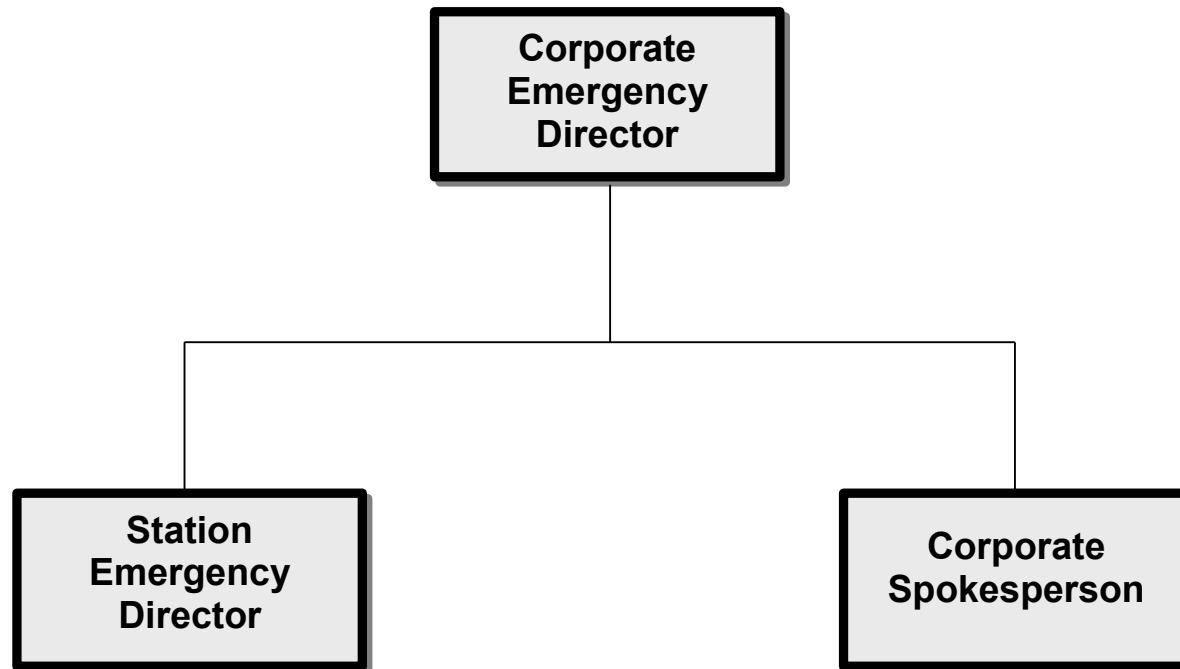 Corporate
Emergency
Director
Station
Emergency
Director
Corporate
Spokesperson